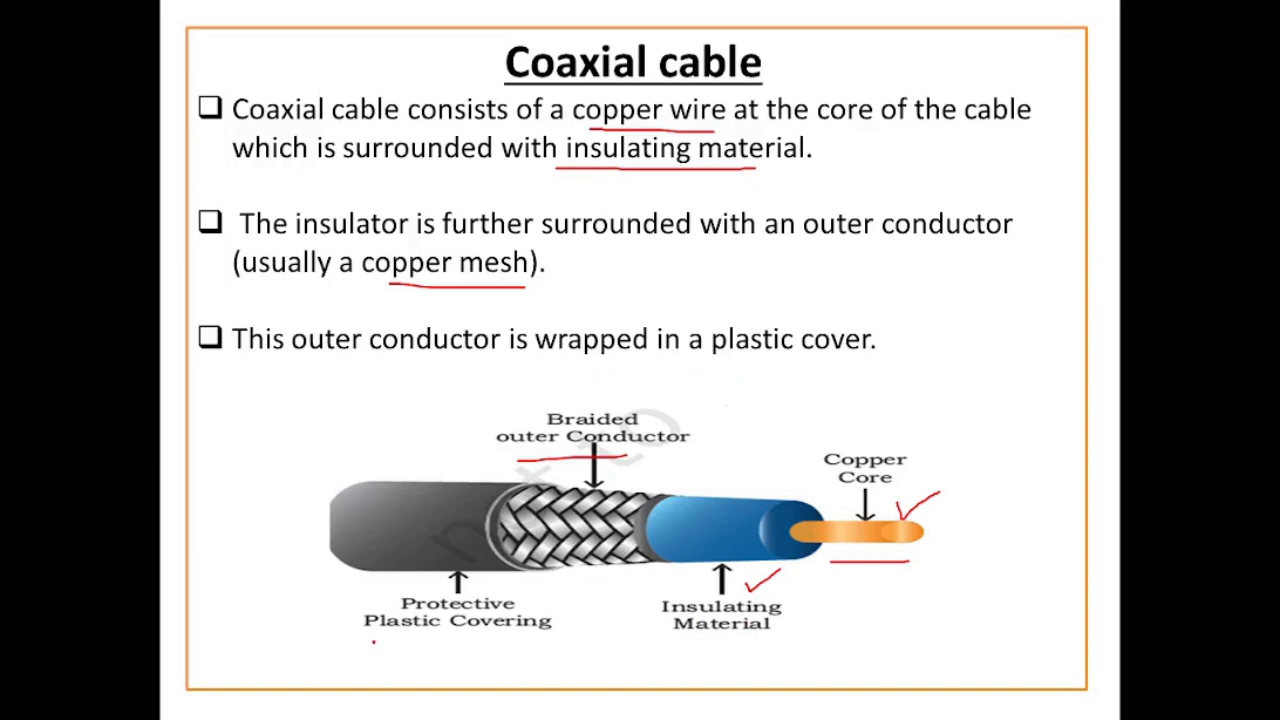 Coaxial cable
❑ Coaxial cable consists of a copper wire at the core of the cable
which is surrounded with insulating material.
❑ The insulator is further surrounded with an outer conductor
(usually a copper mesh).
❑ This outer conductor is wrapped in a plastic cover.
Braided
outer Conductor
Copper
Core
Protective
Plastic Covering
Insulating
Material